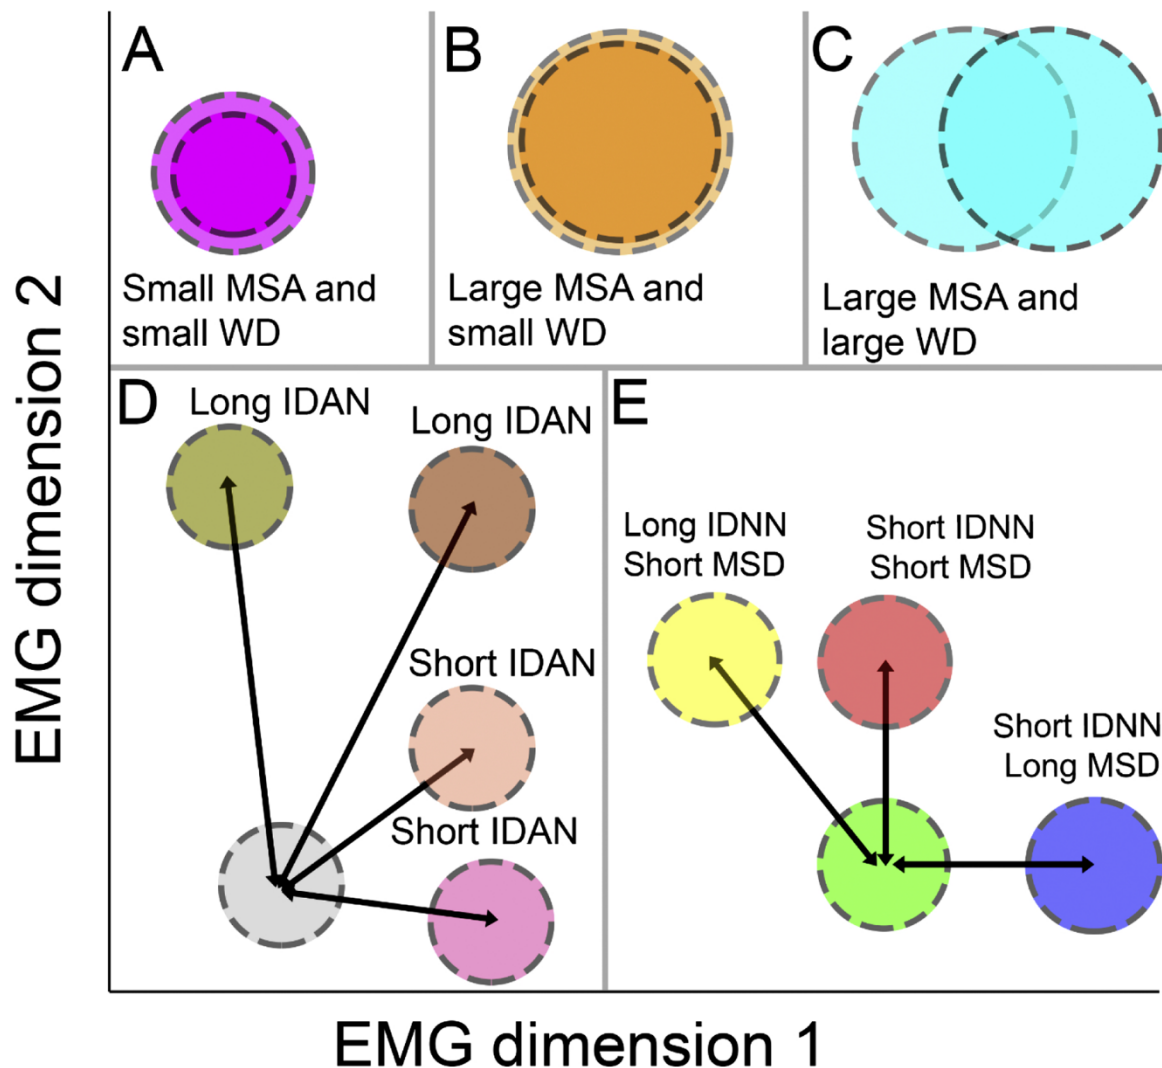 A
B
C
Small MSA and
small WD
Large MSA and
small WD
Large MSA and
large WD
EMG dimension 2
D
Long IDAN
Long IDAN
Short IDAN
Short IDAN
E
Long IDNN
Short MSD
Short IDNN
Short MSD
Short IDNN
Long MSD
EMG dimension 1